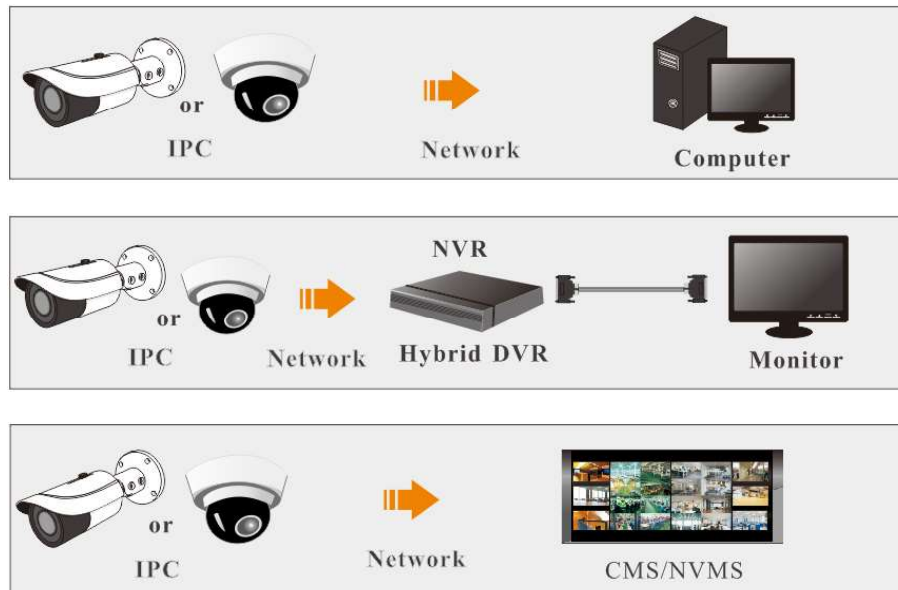 or
IPC
Network
Computer
NVR
or
IPC
Network
Hybrid DVR
Monitor
or
IPC
Network
CMS/NVMS